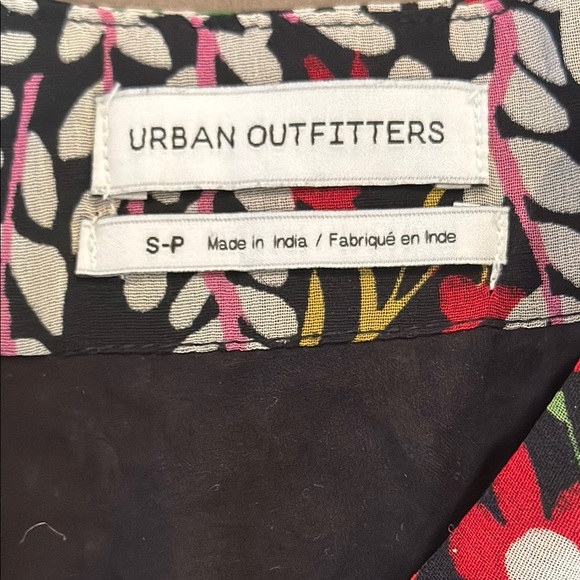 URBAN OUTFITTERS
S-P Made in India / Fabriqué en Inde